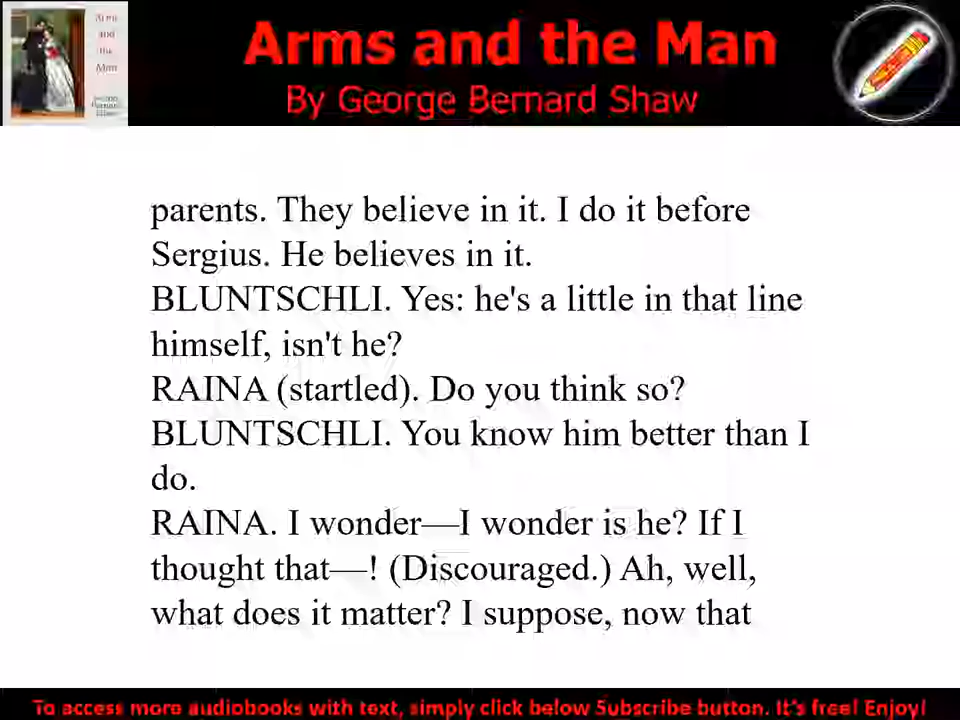 Arms and the Man
By George Bernard Shaw
Arms
and
the
Man
parents. They believe in it. I do it before
Sergius. He believes in it.
BLUNTSCHLI. Yes: he's a little in that line
himself, isn't he?
RAINA (startled). Do you think so?
BLUNTSCHLI. You know him better than I
do.
RAINA. I wonder—I wonder is he? If I
thought that—! (Discouraged.) Ah, well,
what does it matter? I suppose, now that
To access more audiobooks with text, simply click below Subscribe button. It's free! Enjoy!